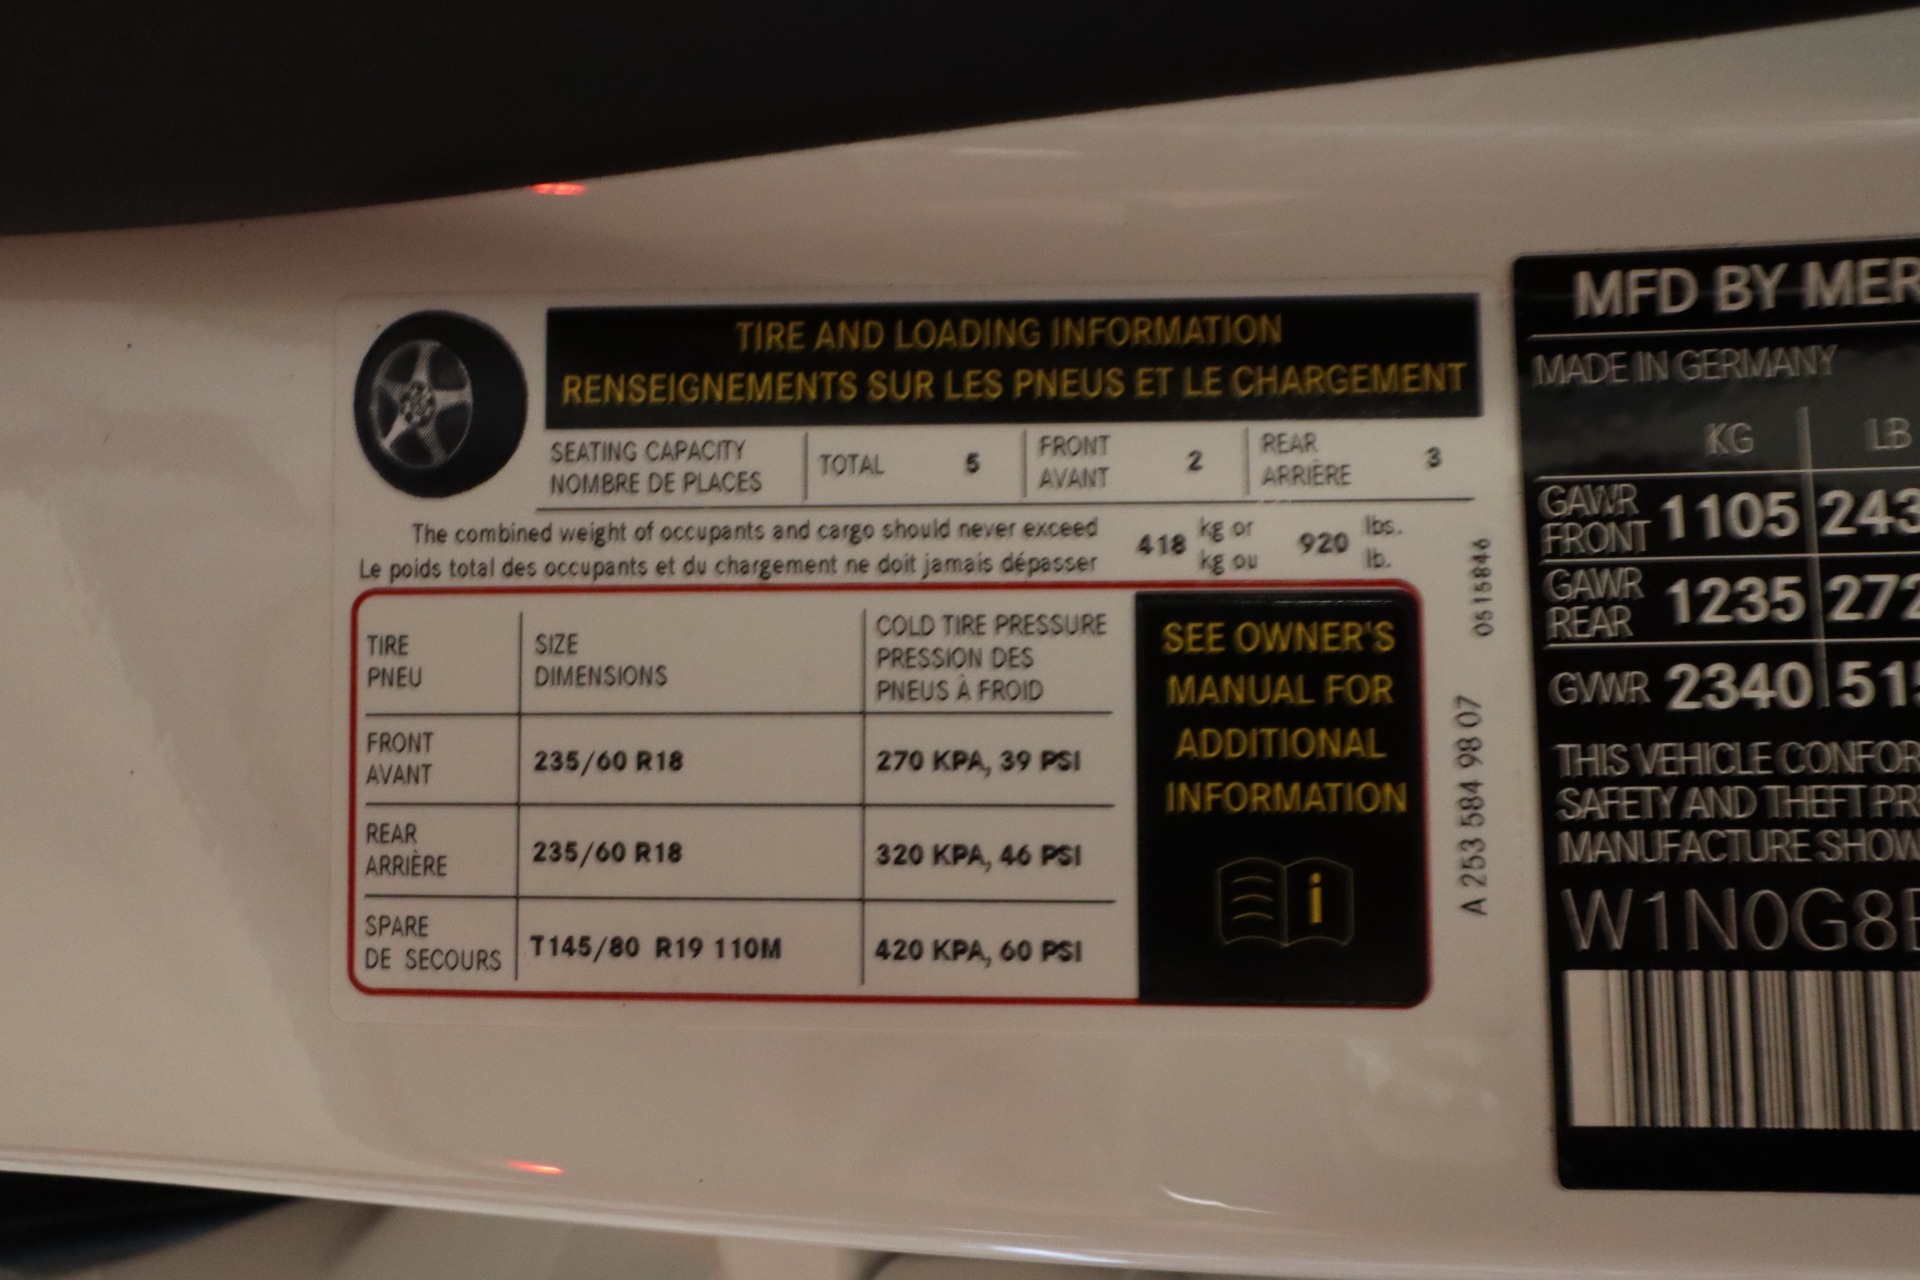 TIRE AND LOADING INFORMATION
RENSEIGNEMENTS SUR LES PNEUS ET LE CHARGEMENT
SEATING CAPACITY
NOMBRE DE PLACES
TOTAL 5
FRONT
AVANT
2
REAR
ARRIÈRE
3
The combined weight of occupants and cargo should never exceed
Le poids total des occupants et du chargement ne doit jamais dépasser
418
kg or
kg ou
920
lbs.
lb.
TIRE
PNEU
SIZE
DIMENSIONS
COLD TIRE PRESSURE
PRESSION DES
PNEUS À FROID
FRONT
AVANT
235/60 R18
270 KPA, 39 PSI
REAR
ARRIÈRE
235/60 R18
320 KPA, 46 PSI
SPARE
DE SECOURS
T145/80 R19 110M
420 KPA, 60 PSI
SEE OWNER'S
MANUAL FOR
ADDITIONAL
INFORMATION
i
0515846
A 253 584 98 07
MFD BY MER
MADE IN GERMANY
KG LB
GAWR
FRONT
1105 243
GAWR
REAR
1235 272
GVWR 2340 515
THIS VEHICLE CONFOR
SAFETY AND THEFT PR
MANUFACTURE SHOW
W1N0G8